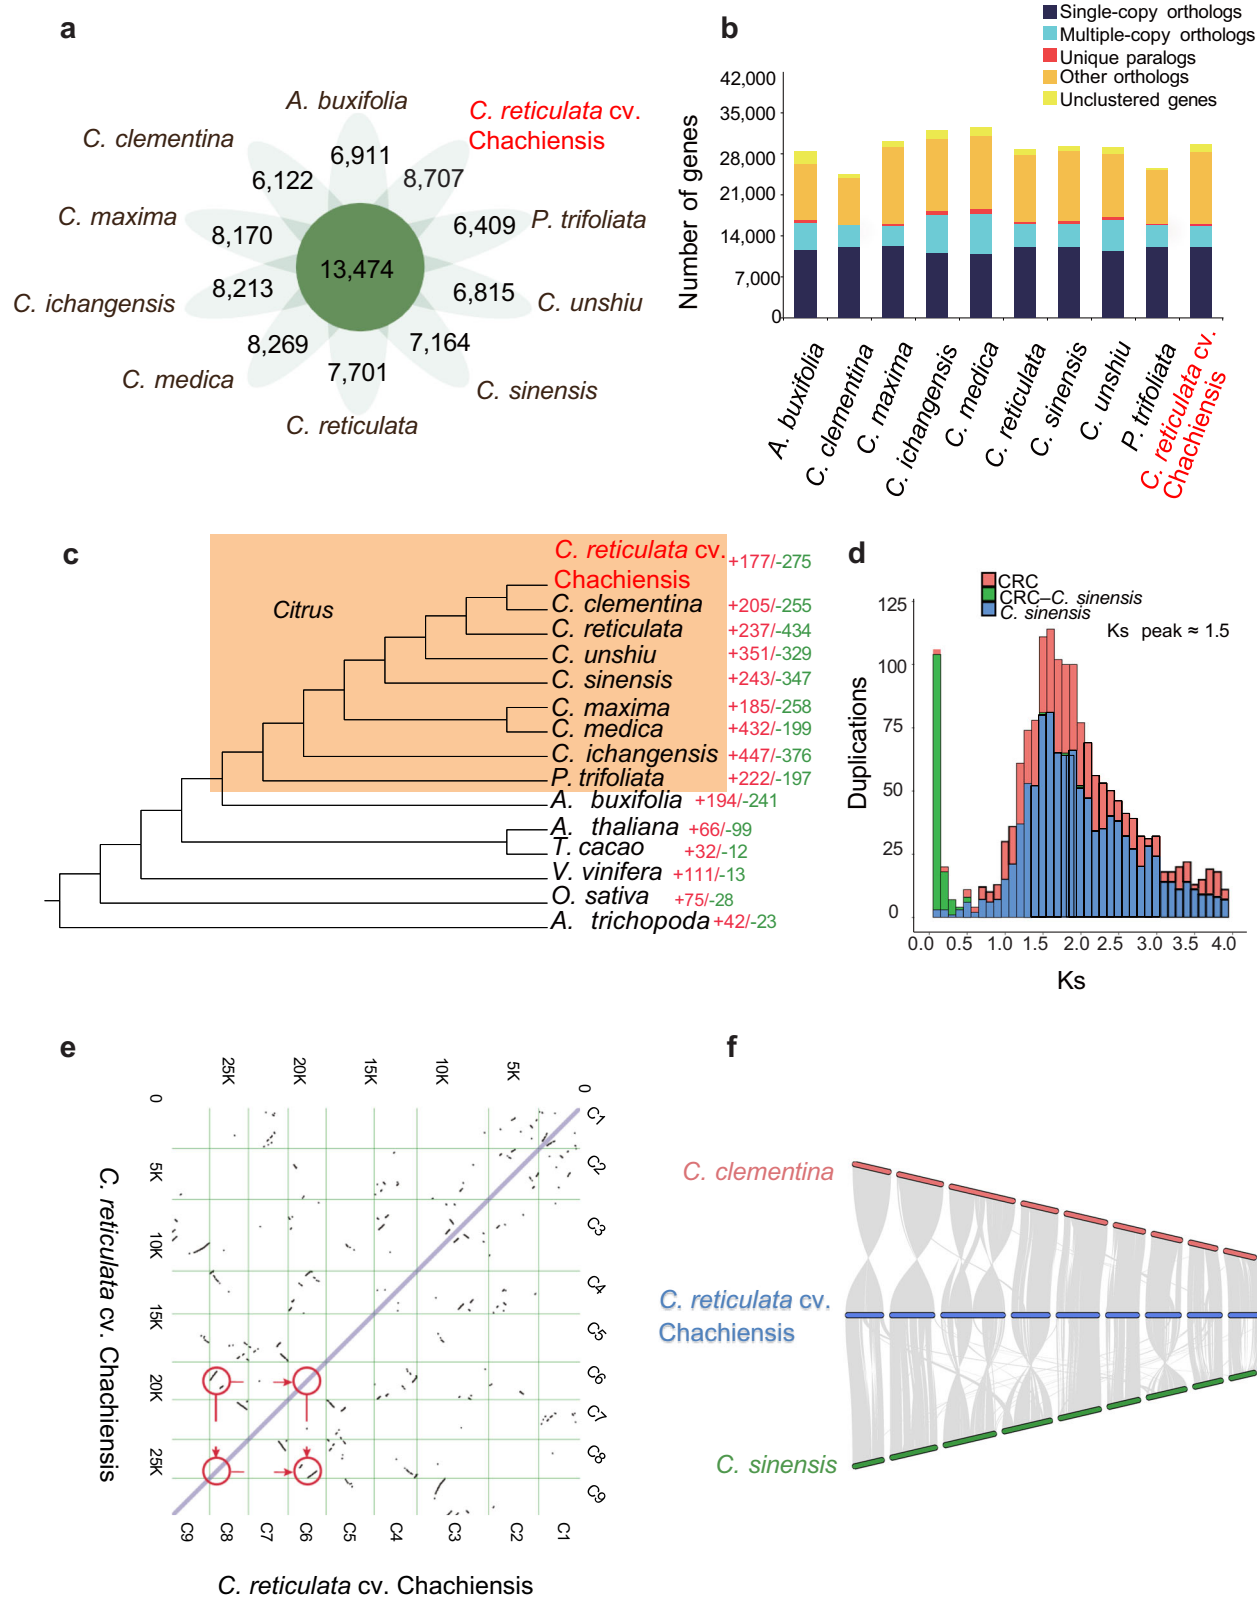 a
A. buxifolia
C. reticulata cv.
Chachiensis
C. clementina
6,911
6,122
8,707
C. maxima
8,170
6,409
P. trifoliata
13,474
C. ichangensis
8,213
6,815
C. unshiu
8,269
7,164
C. medica
7,701
C. sinensis
C. reticulata
b
Single-copy orthologs
Multiple-copy orthologs
Unique paralogs
Other orthologs
Unclustered genes
Number of genes
42,000
35,000
28,000
21,000
14,000
7,000
0
A. buxifolia
C. clementina
C. maxima
C. ichangensis
C. medica
C. reticulata
C. sinensis
C. unshiu
P. trifoliata
C. reticulata cv.
Chachiensis
c
Citrus
C. reticulata cv.
Chachiensis
+177/-275
C. clementina +205/-255
C. reticulata +237/-434
C. unshiu +351/-329
C. sinensis +243/-347
C. maxima +185/-258
C. medica +432/-199
C. ichangensis +447/-376
P. trifoliata +222/-197
A. buxifolia +194/-241
A. thaliana +66/-99
T. cacao +32/-12
V. vinifera +111/-13
O. sativa +75/-28
A. trichopoda +42/-23
d
CRC
CRC–C. sinensis
C. sinensis
Ks peak ≈ 1.5
Duplications
125
100
75
50
25
0
0.0 0.5 1.0 1.5 2.0 2.5 3.0 3.5 4.0
Ks
e
25K 20K 15K 10K 5K 0
0
5K
10K
15K
20K
25K
C. reticulata cv. Chachiensis
C1
C2
C3
C4
C5
C6
C7
C8
C9
C9 C8 C7 C6 C5 C4 C3 C2 C1
C. reticulata cv. Chachiensis
f
C. clementina
C. reticulata cv.
Chachiensis
C. sinensis